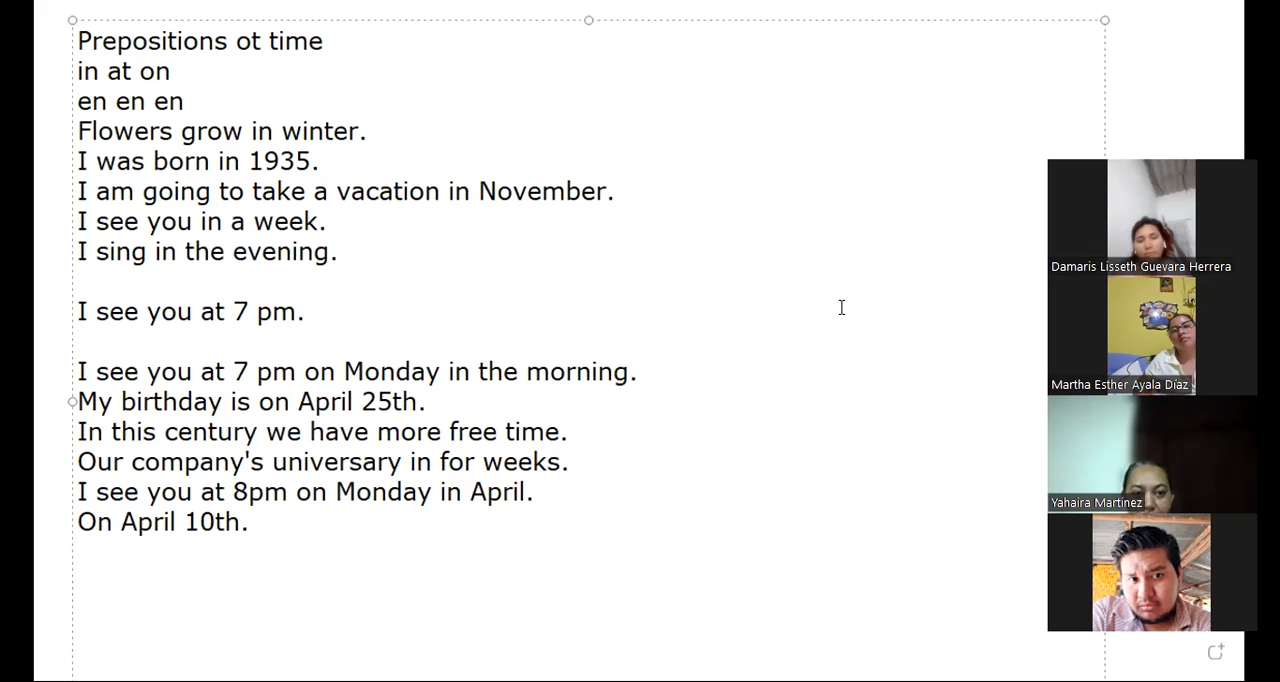 Prepositions ot time
in at on
en en en
Flowers grow in winter.
I was born in 1935.
I am going to take a vacation in November.
I see you in a week.
I sing in the evening.
I see you at 7 pm.
I see you at 7 pm on Monday in the morning.
My birthday is on April 25th.
In this century we have more free time.
Our company's universary in for weeks.
I see you at 8pm on Monday in April.
On April 10th.
Damaris Lisseth Guevara Herrera
Martha Esther Ayala Díaz
Yahaira Martinez